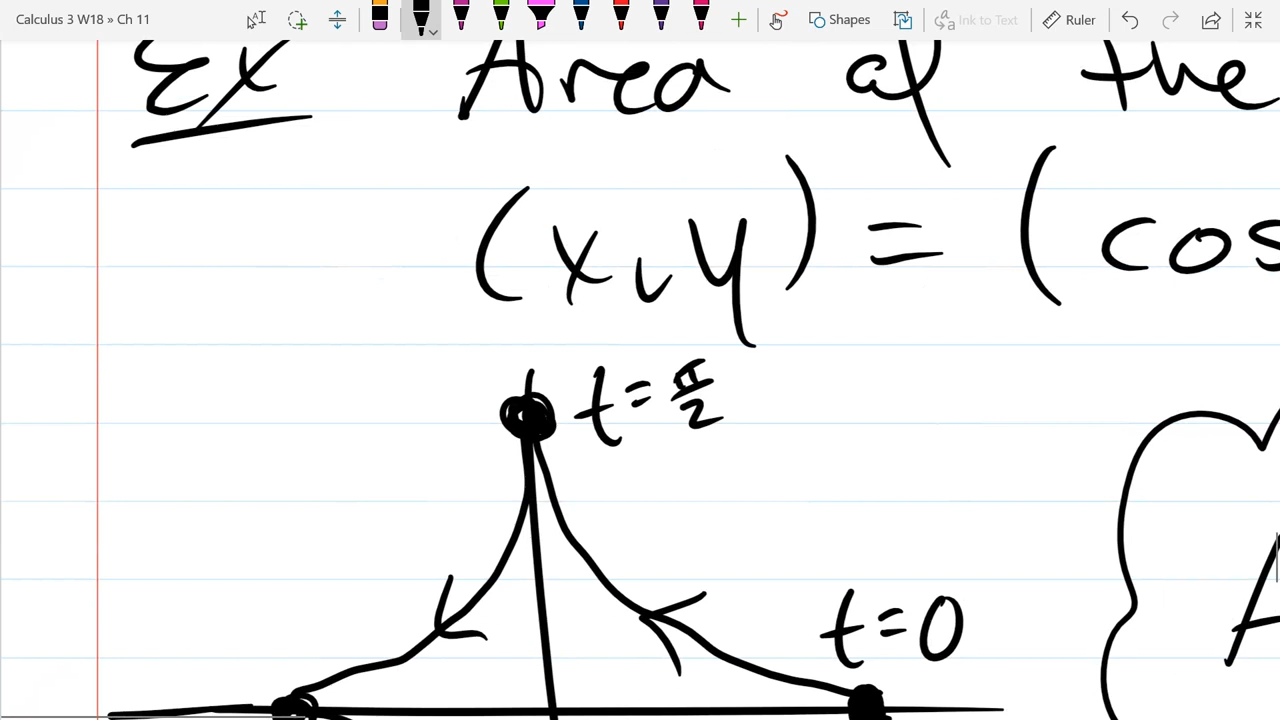 Calculus 3 W18 » Ch 11
Shapes
Ink to Text
Ruler
Ex Area of the
(x,y) = (cos
t=π/2
t=0
A